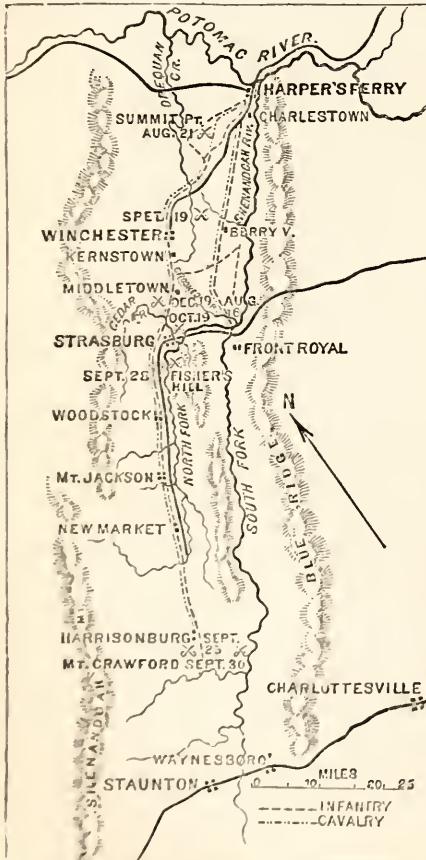 POTOMAC RIVER.
OPEQUAN CR.
HARPER'S FERRY
SUMMIT PT.
AUG. 21
CHARLESTOWN
SHENANDOAH RIV.
SPET. 19
WINCHESTER
BERRY V.
KERNSTOWN
MIDDLETOWN
CEDAR CR.
DEC. 19
AUG. 16
OCT. 19
STRASBURG
FRONT ROYAL
SEPT. 28
FISHER'S HILL
WOODSTOCK
N
NORTH FORK
SOUTH FORK
BLUE RIDGE
MT. JACKSON
NEW MARKET
HARRISONBURG
SEPT. 25
MT. CRAWFORD SEPT. 30
SHENANDOAH MT.
CHARLOTTESVILLE
WAYNESBORO'
STAUNTON
MILES
0 10 20 25
INFANTRY
CAVALRY